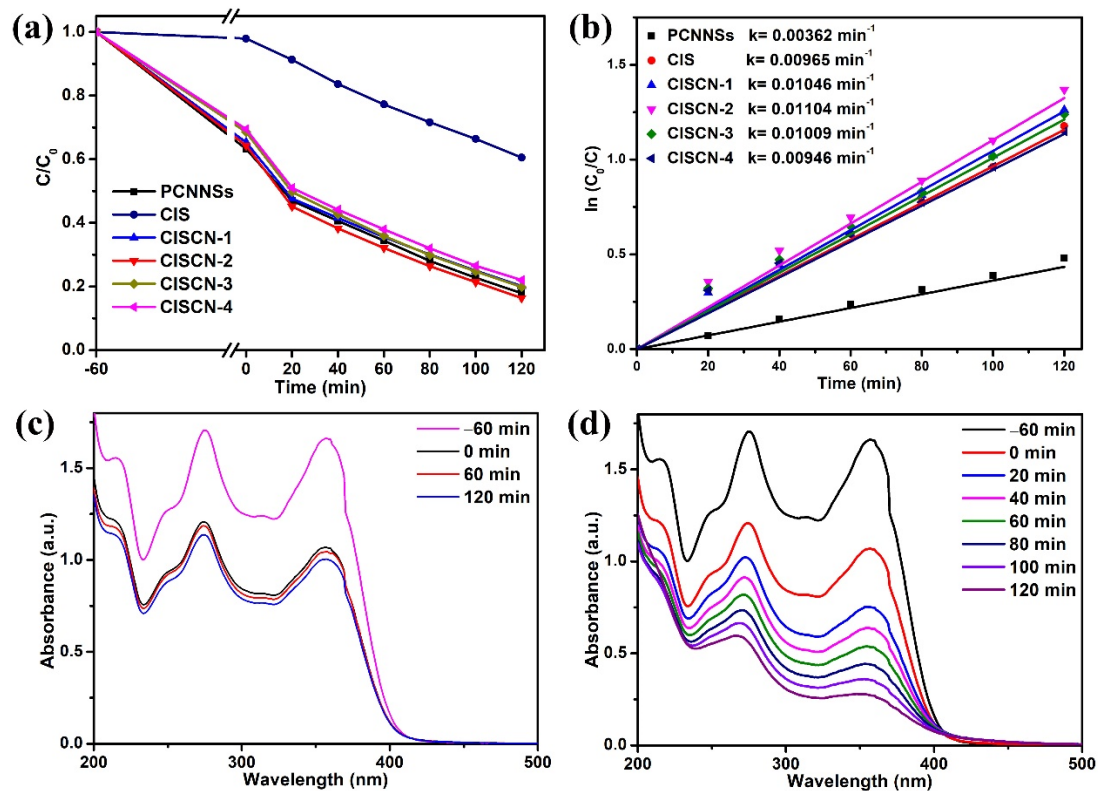 (a)
1.0
0.8
0.6
0.4
0.2
0.0
C/C0
PCNNSs
CIS
CISCN-1
CISCN-2
CISCN-3
CISCN-4
-60
0
20
40
60
80
100
120
Time (min)
(b)
1.5
1.0
0.5
0.0
ln (C0/C)
PCNNSs k= 0.00362 min-1
CIS k= 0.00965 min-1
CISCN-1 k= 0.01046 min-1
CISCN-2 k= 0.01104 min-1
CISCN-3 k= 0.01009 min-1
CISCN-4 k= 0.00946 min-1
0 20 40 60 80 100 120
Time (min)
(c)
1.5
1.0
0.5
0.0
Absorbance (a.u.)
–60 min
0 min
60 min
120 min
200 300 400 500
Wavelength (nm)
(d)
1.5
1.0
0.5
0.0
Absorbance (a.u.)
–60 min
0 min
20 min
40 min
60 min
80 min
100 min
120 min
200 300 400 500
Wavelength (nm)